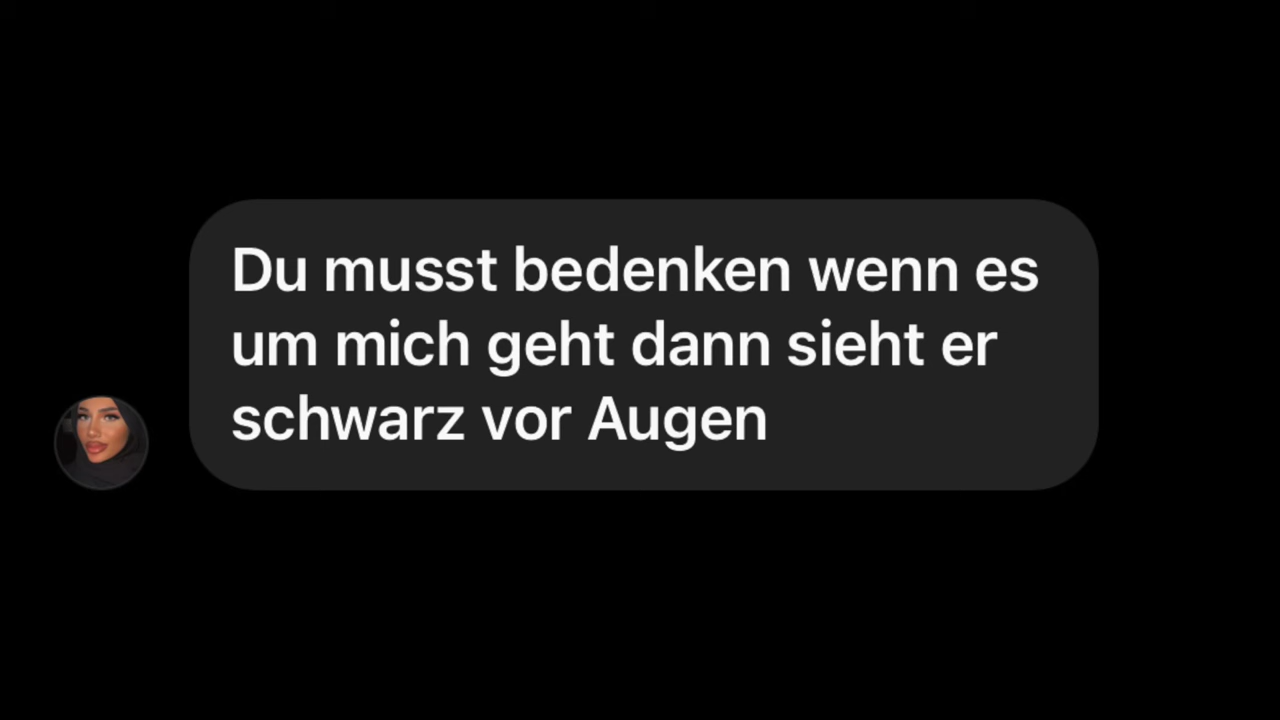 Du musst bedenken wenn es
um mich geht dann sieht er
schwarz vor Augen